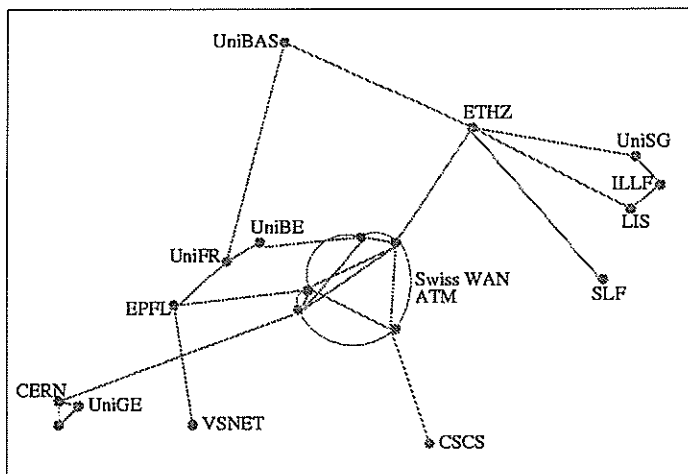 UniBAS
ETHZ
UniSG
ILLF
LIS
UniBE
UniFR
Swiss WAN
ATM
SLF
EPFL
CERN
UniGE
VSNET
CSCS